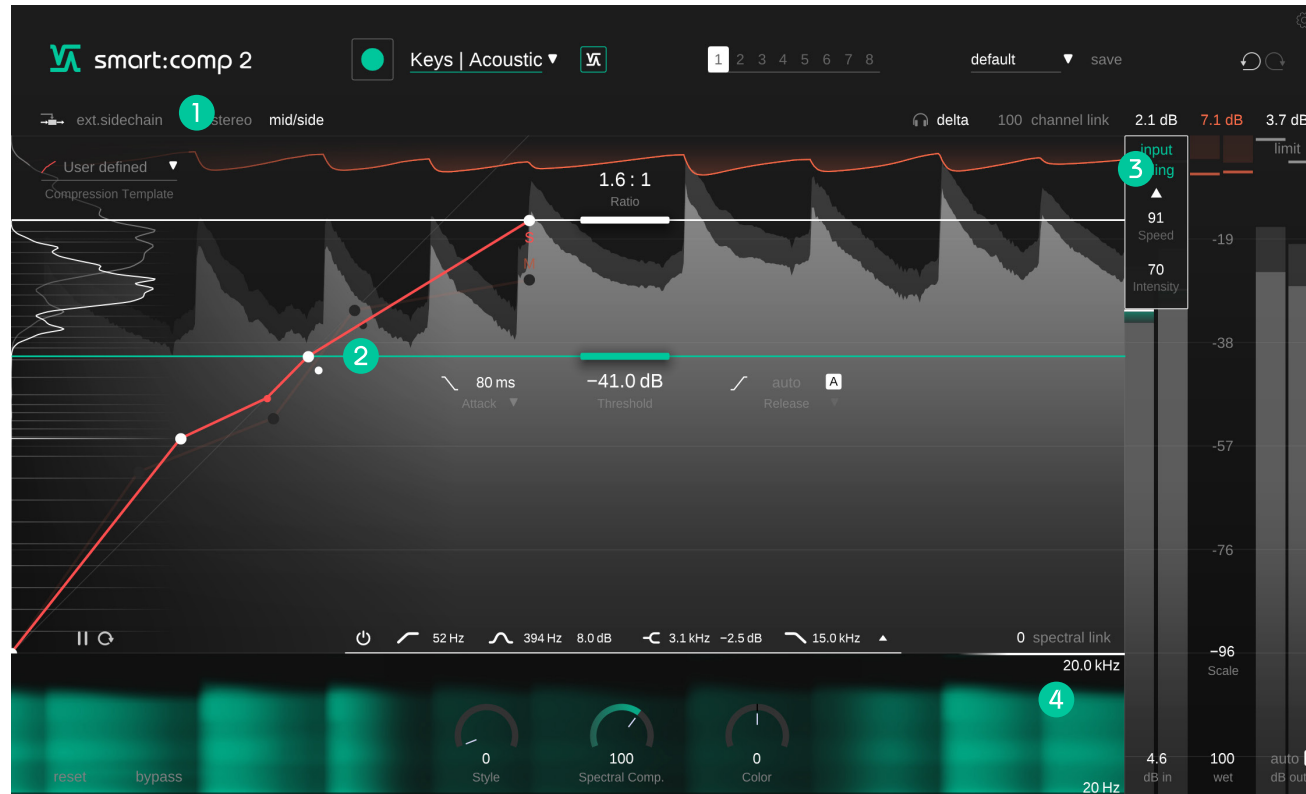 smart:comp 2
Keys | Acoustic
1 2 3 4 5 6 7 8
default
save
ext.sidechain
1
stereo
mid/side
delta
100 channel link
2.1 dB
7.1 dB
3.7 dB
User defined
Compression Template
1.6 : 1
Ratio
S
M
input
3
91
Speed
70
Intensity
limit
-19
-38
-57
-76
−96
Scale
2
80 ms
Attack
−41.0 dB
Threshold
auto
A
Release
52 Hz
394 Hz 8.0 dB
3.1 kHz −2.5 dB
15.0 kHz
0 spectral link
20.0 kHz
4
0
Style
100
Spectral Comp.
0
Color
reset
bypass
20 Hz
4.6
dB in
100
wet
auto
dB out